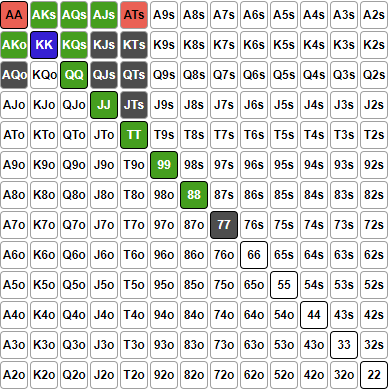 AA AKs AQs AJs ATs A9s A8s A7s A6s A5s A4s A3s A2s
AKo KK KQs KJs KTs K9s K8s K7s K6s K5s K4s K3s K2s
AQo KQo QQ QJs QTs Q9s Q8s Q7s Q6s Q5s Q4s Q3s Q2s
AJo KJo QJo JJ JTs J9s J8s J7s J6s J5s J4s J3s J2s
ATo KTo QTo JTo TT T9s T8s T7s T6s T5s T4s T3s T2s
A9o K9o Q9o J9o T9o 99 98s 97s 96s 95s 94s 93s 92s
A8o K8o Q8o J8o T8o 98o 88 87s 86s 85s 84s 83s 82s
A7o K7o Q7o J7o T7o 97o 87o 77 76s 75s 74s 73s 72s
A6o K6o Q6o J6o T6o 96o 86o 76o 66 65s 64s 63s 62s
A5o K5o Q5o J5o T5o 95o 85o 75o 65o 55 54s 53s 52s
A4o K4o Q4o J4o T4o 94o 84o 74o 64o 54o 44 43s 42s
A3o K3o Q3o J3o T3o 93o 83o 73o 63o 53o 43o 33 32s
A2o K2o Q2o J2o T2o 92o 82o 72o 62o 52o 42o 32o 22